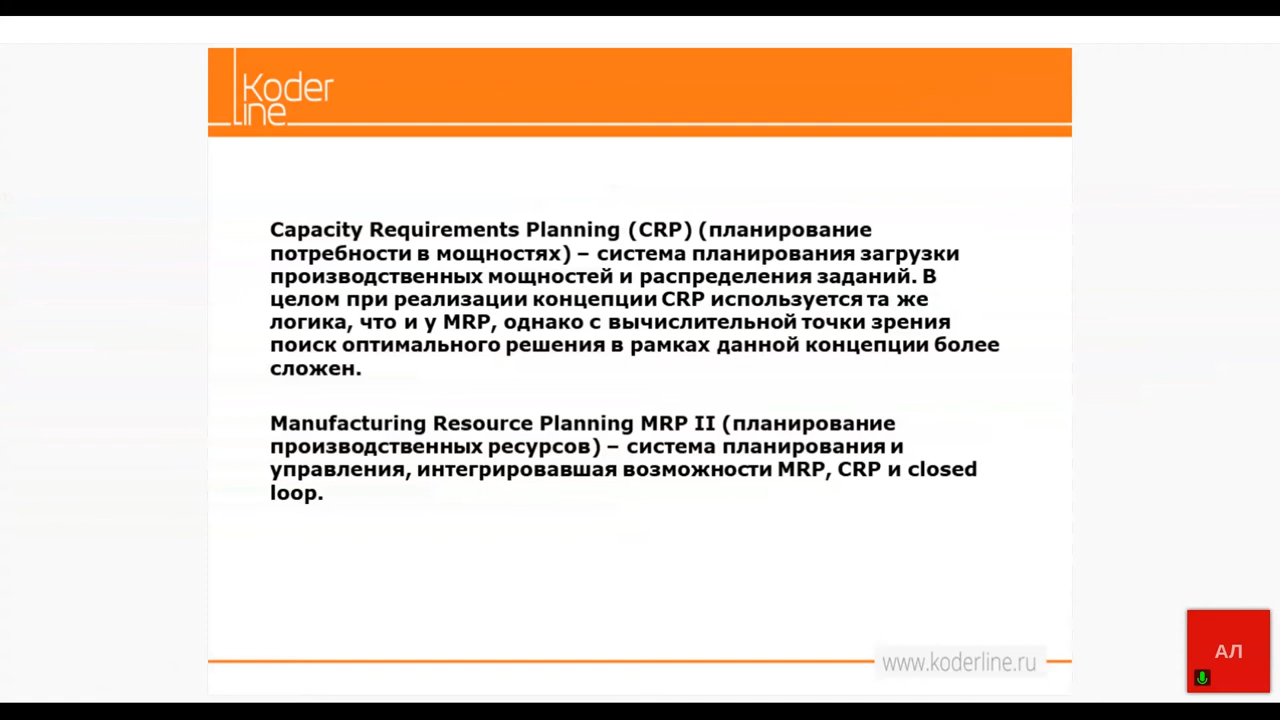 Koder
line
Capacity Requirements Planning (CRP) (планирование
потребности в мощностях) – система планирования загрузки
производственных мощностей и распределения заданий. В
целом при реализации концепции CRP используется та же
логика, что и у MRP, однако с вычислительной точки зрения
поиск оптимального решения в рамках данной концепции более
сложен.
Manufacturing Resource Planning MRP II (планирование
производственных ресурсов) – система планирования и
управления, интегрировавшая возможности MRP, CRP и closed
loop.
www.koderline.ru
АЛ